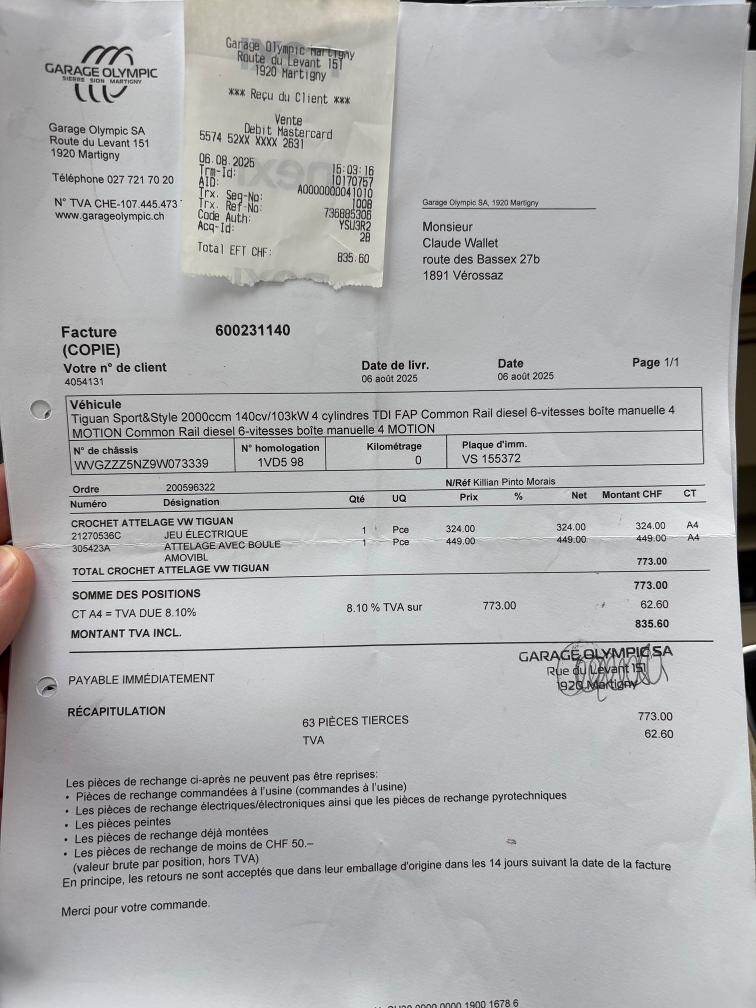 GARAGE OLYMPIC
SIERRE SION MARTIGNY
Garage Olympic SA
Route du Levant 151
1920 Martigny
Téléphone 027 721 70 20
N° TVA CHE-107.445.473
www.garageolympic.ch
Garage Olympic Martigny
Route du Levant 151
1920 Martigny
*** Reçu du Client ***
Vente
Debit Mastercard
5574 52XX XXXX 2631
06.08.2025 15:03:16
Trm-Id: 10170757
AID: A0000000041010
Trx. Seq-No: 1008
Trx. Ref-No: 736885306
Code Auth: YSU3R2
Acq-Id: 28
Total EFT CHF: 835.60
Garage Olympic SA, 1920 Martigny
Monsieur
Claude Wallet
route des Bassex 27b
1891 Vérossaz
Facture 600231140
(COPIE)
Votre n° de client Date de livr. Date Page 1/1
4054131 06 août 2025 06 août 2025
Véhicule
Tiguan Sport&Style 2000ccm 140cv/103kW 4 cylindres TDI FAP Common Rail diesel 6-vitesses boîte manuelle 4
MOTION Common Rail diesel 6-vitesses boîte manuelle 4 MOTION
N° de châssis N° homologation Kilométrage Plaque d'imm.
WVGZZZ5NZ9W073339 1VD5 98 0 VS 155372
Ordre 200596322 N/Réf Killian Pinto Morais
Numéro Désignation Qté UQ Prix % Net Montant CHF CT
CROCHET ATTELAGE VW TIGUAN
21270536C JEU ÉLECTRIQUE 1 Pce 324.00 324.00 324.00 A4
305423A ATTELAGE AVEC BOULE 1 Pce 449.00 449.00 449.00 A4
AMOVIBL
TOTAL CROCHET ATTELAGE VW TIGUAN 773.00
SOMME DES POSITIONS 773.00
CT A4 = TVA DUE 8.10% 8.10 % TVA sur 773.00 62.60
MONTANT TVA INCL. 835.60
GARAGE OLYMPIC SA
Rue du Levant 151
1920 Martigny
PAYABLE IMMÉDIATEMENT
RÉCAPITULATION
63 PIÈCES TIERCES 773.00
TVA 62.60
Les pièces de rechange ci-après ne peuvent pas être reprises:
• Pièces de rechange commandées à l'usine (commandes à l'usine)
• Les pièces de rechange électriques/électroniques ainsi que les pièces de rechange pyrotechniques
• Les pièces peintes
• Les pièces de rechange déjà montées
• Les pièces de rechange de moins de CHF 50.–
(valeur brute par position, hors TVA)
En principe, les retours ne sont acceptés que dans leur emballage d'origine dans les 14 jours suivant la date de la facture
Merci pour votre commande.
0000 0000 1900 1678 6